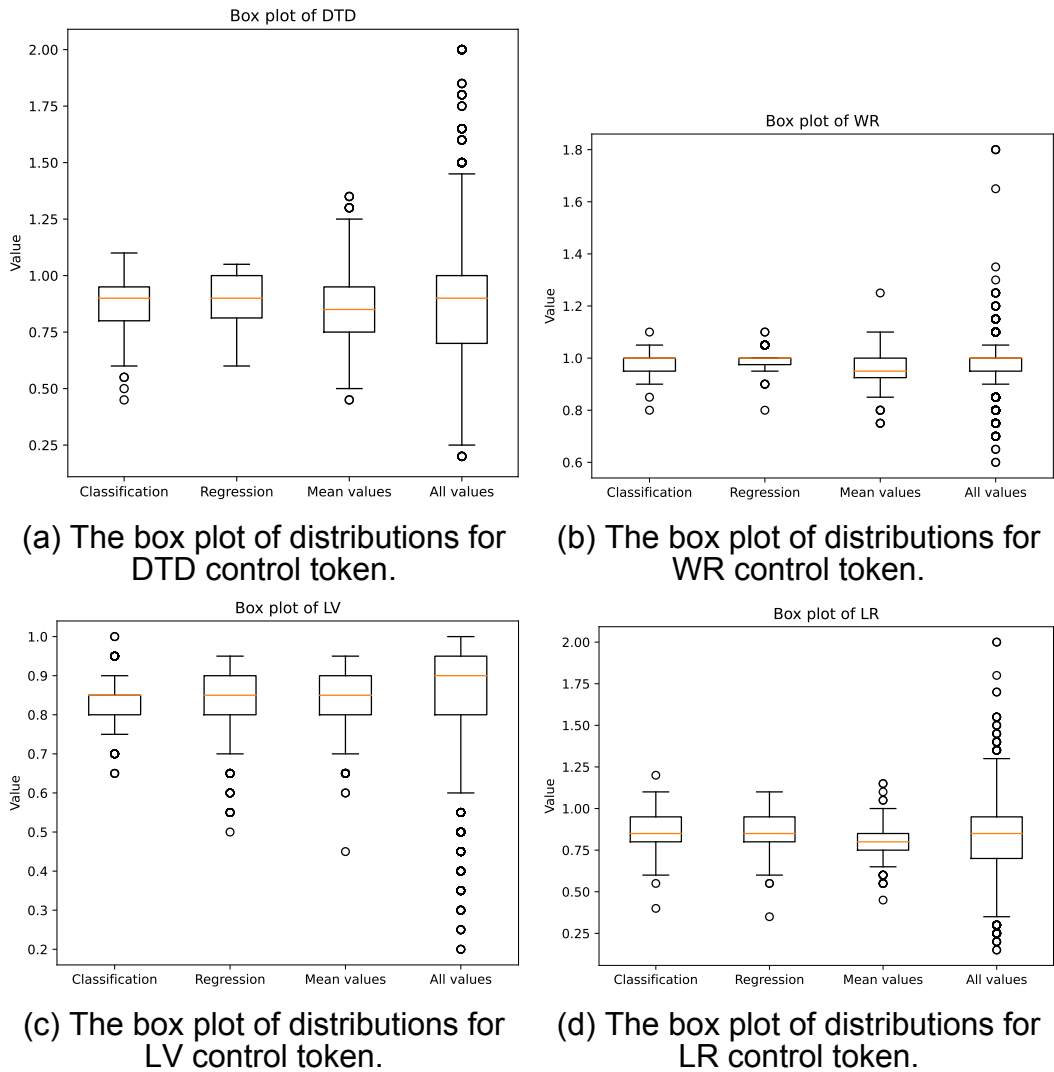 Box plot of DTD
2.00
1.75
1.50
1.25
1.00
0.75
0.50
0.25
Value
Classification Regression Mean values All values
(a) The box plot of distributions for
DTD control token.
Box plot of WR
1.8
1.6
1.4
1.2
1.0
0.8
0.6
Value
Classification Regression Mean values All values
(b) The box plot of distributions for
WR control token.
Box plot of LV
1.0
0.9
0.8
0.7
0.6
0.5
0.4
0.3
0.2
Value
Classification Regression Mean values All values
(c) The box plot of distributions for
LV control token.
Box plot of LR
2.00
1.75
1.50
1.25
1.00
0.75
0.50
0.25
Value
Classification Regression Mean values All values
(d) The box plot of distributions for
LR control token.